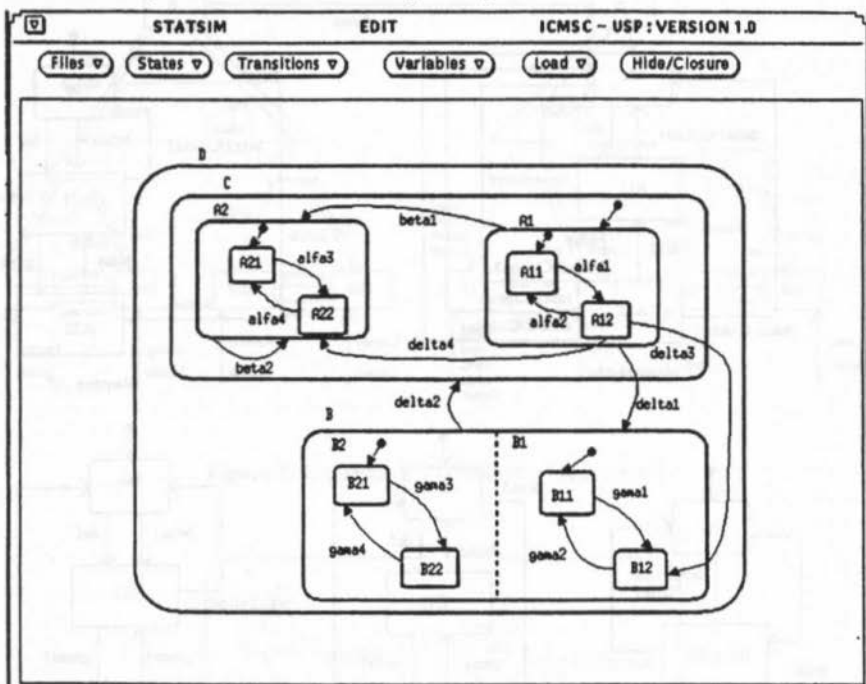 STATSIM EDIT ICMSC - USP : VERSION 1.0
Files States Transitions Variables Load Hide/Closure
D
C
A2 beta1 A1
A21 alfa3 A11 alfa1
alfa4 A22 alfa2 A12
beta2 delta4 delta3
delta2 delta1
B
B2 B1
B21 gama3 B11 gama1
gama4 B22 gama2 B12